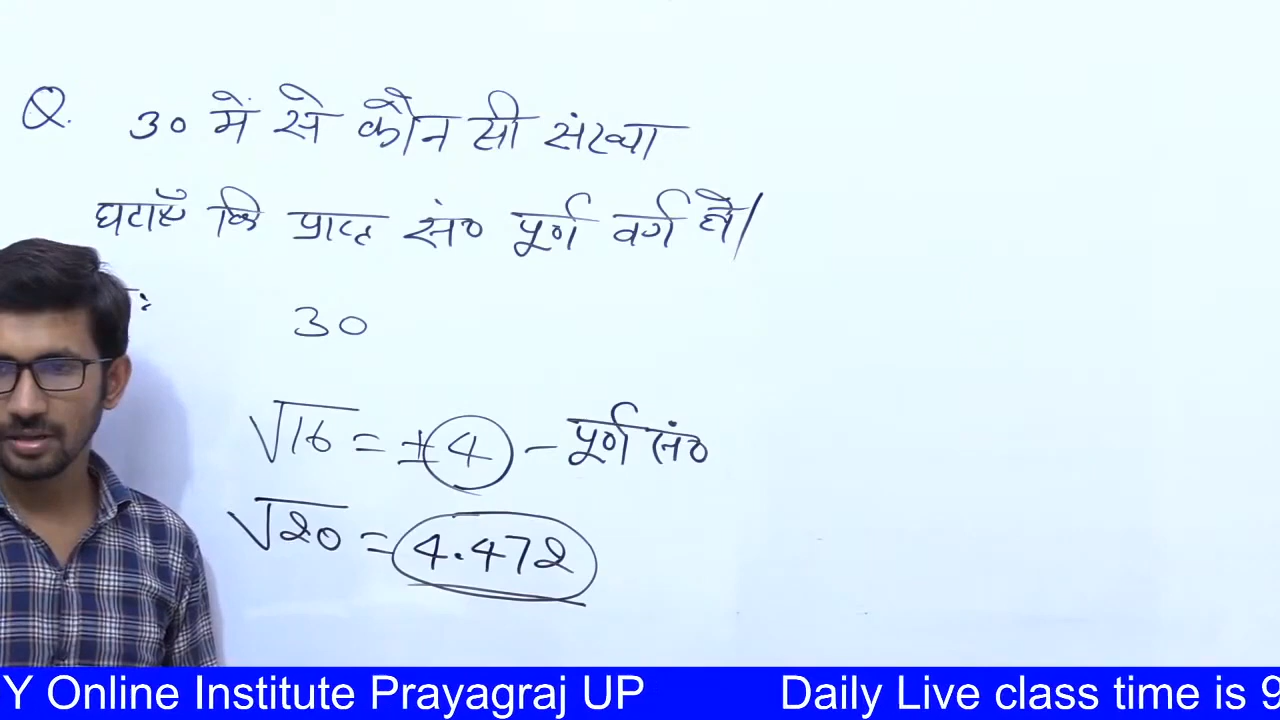 Q. 30 में से कौन सी संख्या
घटाएँ कि प्राप्त सं० पूर्ण वर्ग हो।
:
30
√16 = ±4 – पूर्ण सं०
√20 = 4.472
Y Online Institute Prayagraj UP Daily Live class time is 9